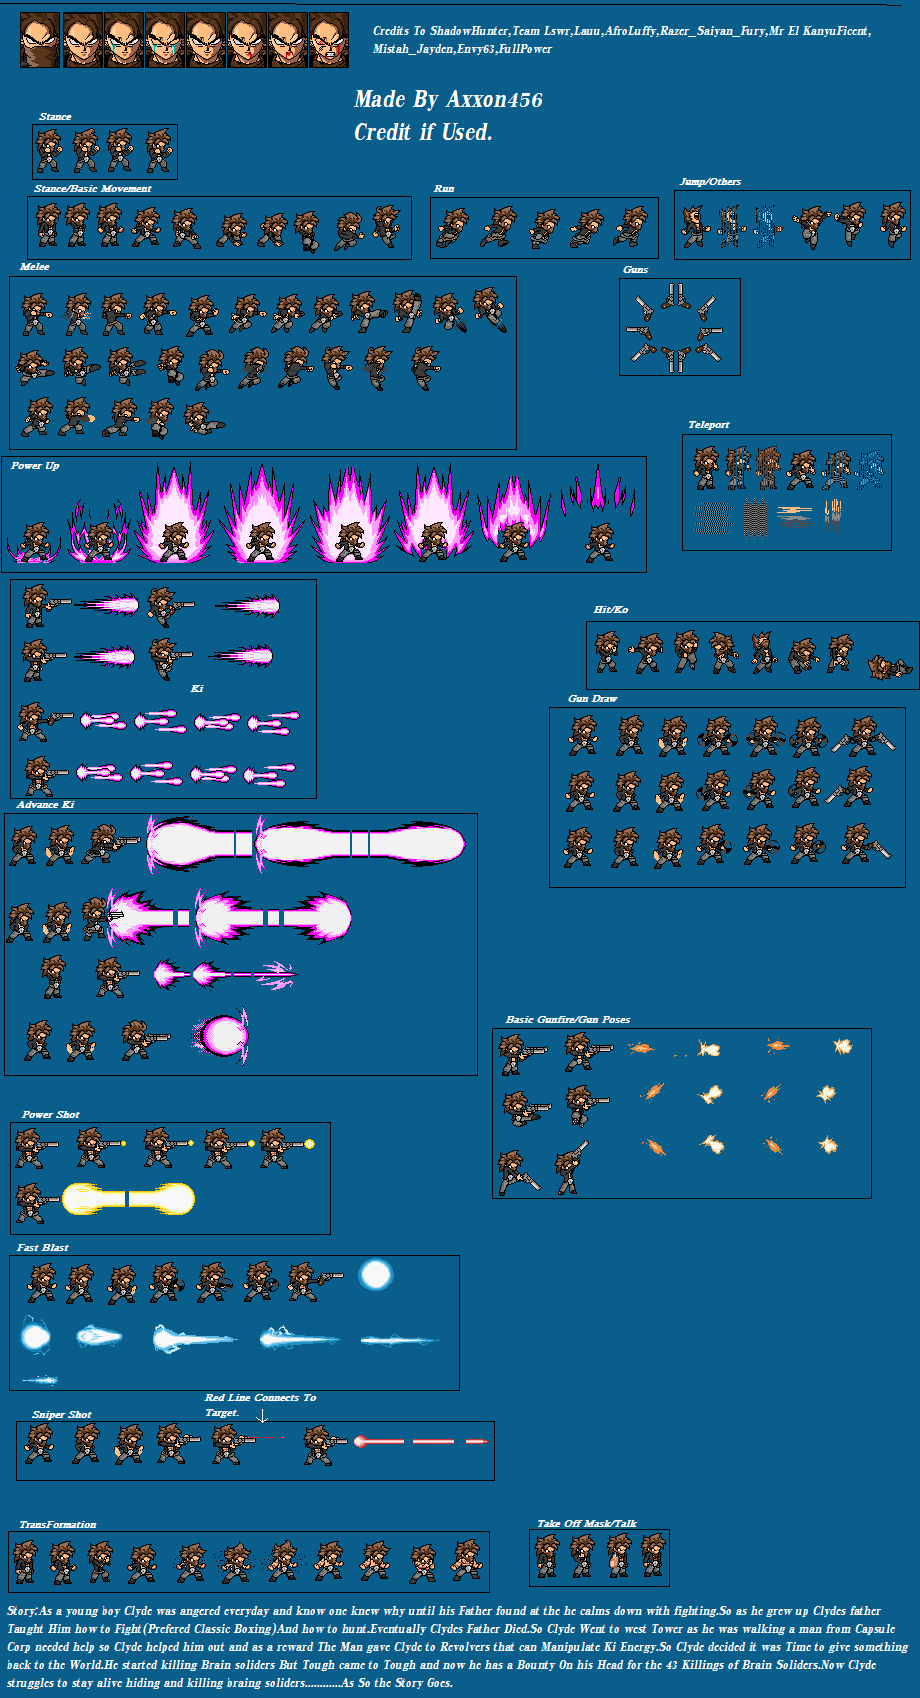 Credits To ShadowHunter,Team Lswr,Lauu,AfroLuffy,Razer_Saiyan_Fury,Mr El KanyuFicent,
Mistah_Jayden,Envy63,FullPower
Made By Axxon456
Credit if Used.
Stance
Stance/Basic Movement
Run
Jump/Others
Melee
Guns
Teleport
Power Up
Hit/Ko
Ki
Gun Draw
Advance Ki
Basic Gunfire/Gun Poses
Power Shot
Fast Blast
Red Line Connects To
Target.
Sniper Shot
TransFormation
Take Off Mask/Talk
Story:As a young boy Clyde was angered everyday and know one knew why until his Father found at the he calms down with fighting.So as he grew up Clydes father
Taught Him how to Fight(Prefered Classic Boxing)And how to hunt.Eventually Clydes Father Died.So Clyde Went to west Tower as he was walking a man from Capsule
Corp needed help so Clyde helped him out and as a reward The Man gave Clyde to Revolvers that can Manipulate Ki Energy.So Clyde decided it was Time to give something
back to the World.He started killing Brain soliders But Tough came to Tough and now he has a Bounty On his Head for the 43 Killings of Brain Soliders.Now Clyde
struggles to stay alive hiding and killing braing soliders............As So the Story Goes.